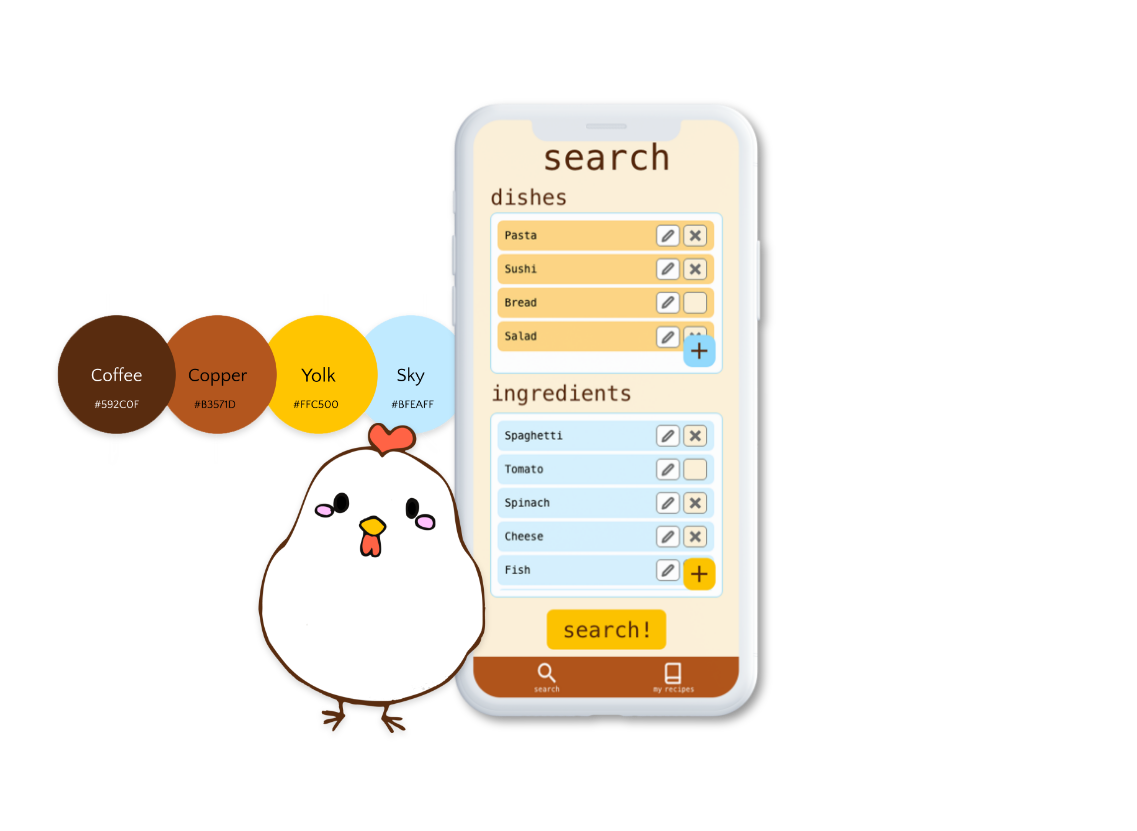 Coffee
#592C0F
Copper
#B3571D
Yolk
#FFC500
Sky
#BFEAFF
search
dishes
Pasta
Sushi
Bread
Salad
+
ingredients
Spaghetti
Tomato
Spinach
Cheese
Fish
+
search!
search
my recipes